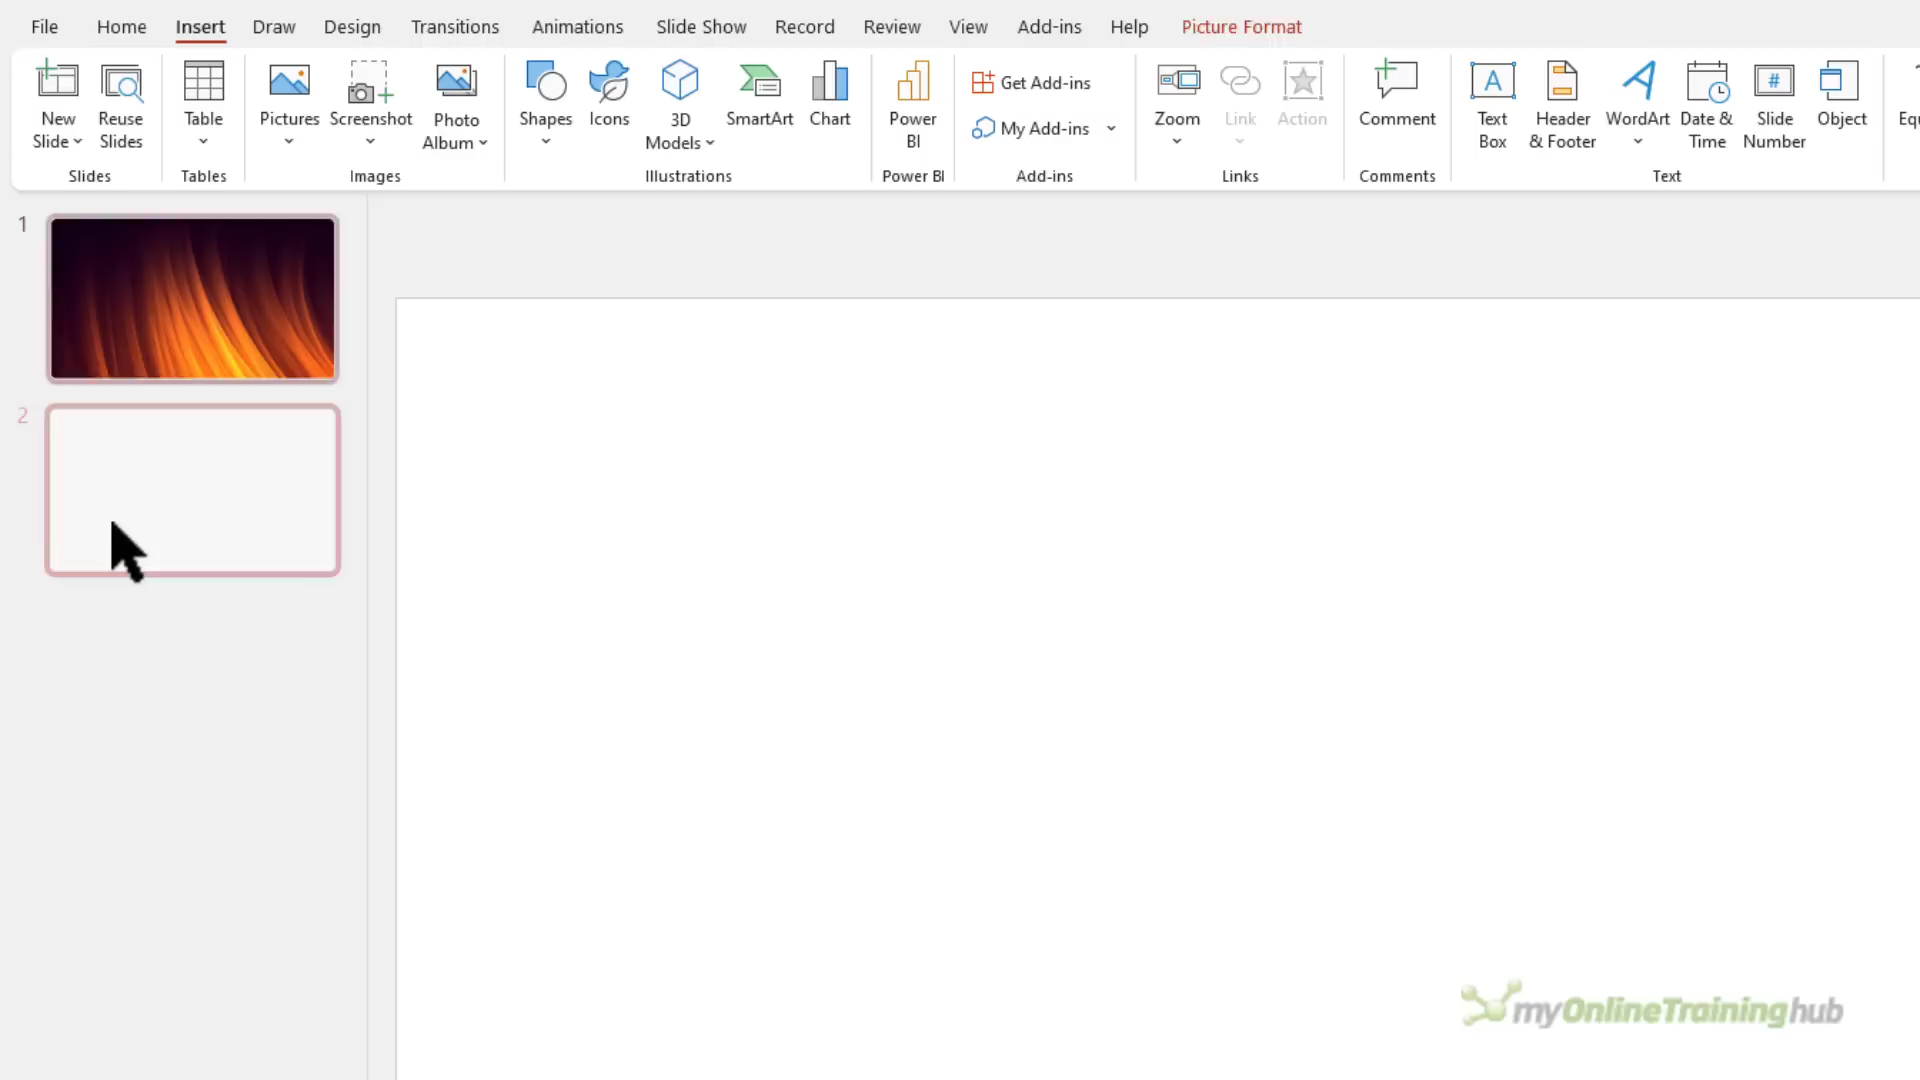 File Home Insert Draw Design Transitions Animations Slide Show Record Review View Add-ins Help Picture Format
New Slide
Reuse Slides
Table
Pictures
Screenshot
Photo Album
Shapes
Icons
3D Models
SmartArt
Chart
Power BI
Get Add-ins
My Add-ins
Zoom
Link
Action
Comment
Text Box
Header & Footer
WordArt
Date & Time
Slide Number
#
Object
Slides Tables Images Illustrations Power BI Add-ins Links Comments Text
1
2
myOnlineTraininghub